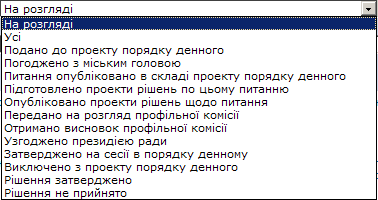 На розгляді
На розгляді
Усі
Подано до проекту порядку денного
Погоджено з міським головою
Питання опубліковано в складі проекту порядку денного
Підготовлено проекти рішень по цьому питанню
Опубліковано проекти рішень щодо питання
Передано на розгляд профільної комісії
Отримано висновок профільної комісії
Узгоджено президією ради
Затверджено на сесії в порядку денному
Виключено з проекту порядку денного
Рішення затверджено
Рішення не прийнято